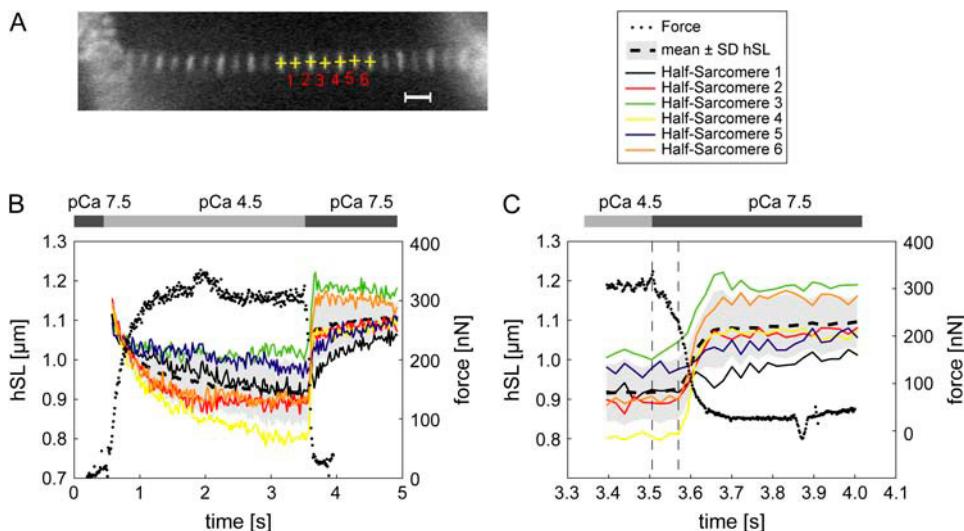 A
1 2 3 4 5 6
Force
mean ± SD hSL
Half-Sarcomere 1
Half-Sarcomere 2
Half-Sarcomere 3
Half-Sarcomere 4
Half-Sarcomere 5
Half-Sarcomere 6
B
pCa 7.5 pCa 4.5 pCa 7.5
hSL [µm]
1.3
1.2
1.1
1.0
0.9
0.8
0.7
400
300
200
100
0
force [nN]
0 1 2 3 4 5
time [s]
C
pCa 4.5 pCa 7.5
hSL [µm]
1.3
1.2
1.1
1.0
0.9
0.8
0.7
400
300
200
100
0
force [nN]
3.3 3.4 3.5 3.6 3.7 3.8 3.9 4.0 4.1
time [s]